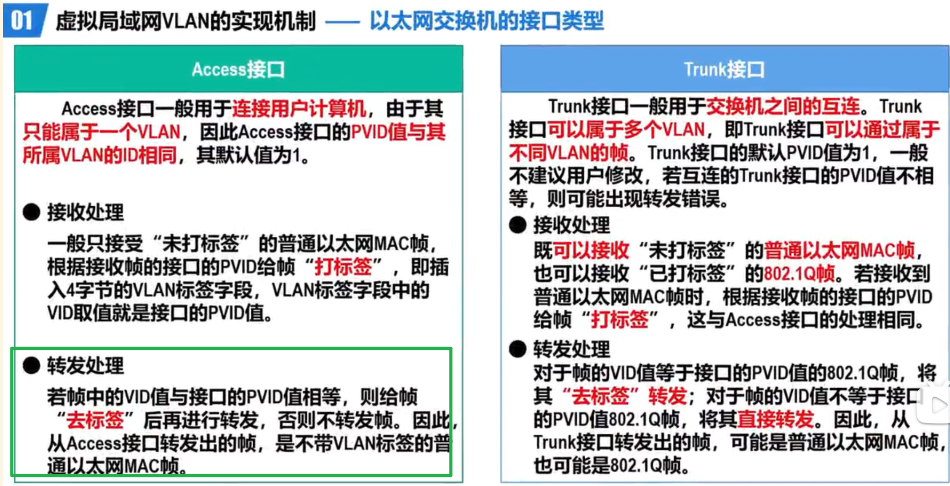 01 虚拟局域网VLAN的实现机制 —— 以太网交换机的接口类型
Access接口
Access接口一般用于连接用户计算机，由于其
只能属于一个VLAN，因此Access接口的PVID值与其
所属VLAN的ID相同，其默认值为1。
● 接收处理
一般只接受“未打标签”的普通以太网MAC帧，
根据接收帧的接口的PVID给帧“打标签”，即插
入4字节的VLAN标签字段，VLAN标签字段中的
VID取值就是接口的PVID值。
● 转发处理
若帧中的VID值与接口的PVID值相等，则给帧
“去标签”后再进行转发，否则不转发帧。因此，
从Access接口转发出的帧，是不带VLAN标签的普
通以太网MAC帧。
Trunk接口
Trunk接口一般用于交换机之间的互连。Trunk
接口可以属于多个VLAN，即Trunk接口可以通过属于
不同VLAN的帧。Trunk接口的默认PVID值为1，一般
不建议用户修改，若互连的Trunk接口的PVID值不相
等，则可能出现转发错误。
● 接收处理
既可以接收“未打标签”的普通以太网MAC帧，
也可以接收“已打标签”的802.1Q帧。若接收到
普通以太网MAC帧时，根据接收帧的接口的PVID
给帧“打标签”，这与Access接口的处理相同。
● 转发处理
对于帧的VID值等于接口的PVID值的802.1Q帧，将
其“去标签”转发；对于帧的VID值不等于接口
的PVID值802.1Q帧，将其直接转发。因此，从
Trunk接口转发出的帧，可能是普通以太网MAC帧，
也可能是802.1Q帧。